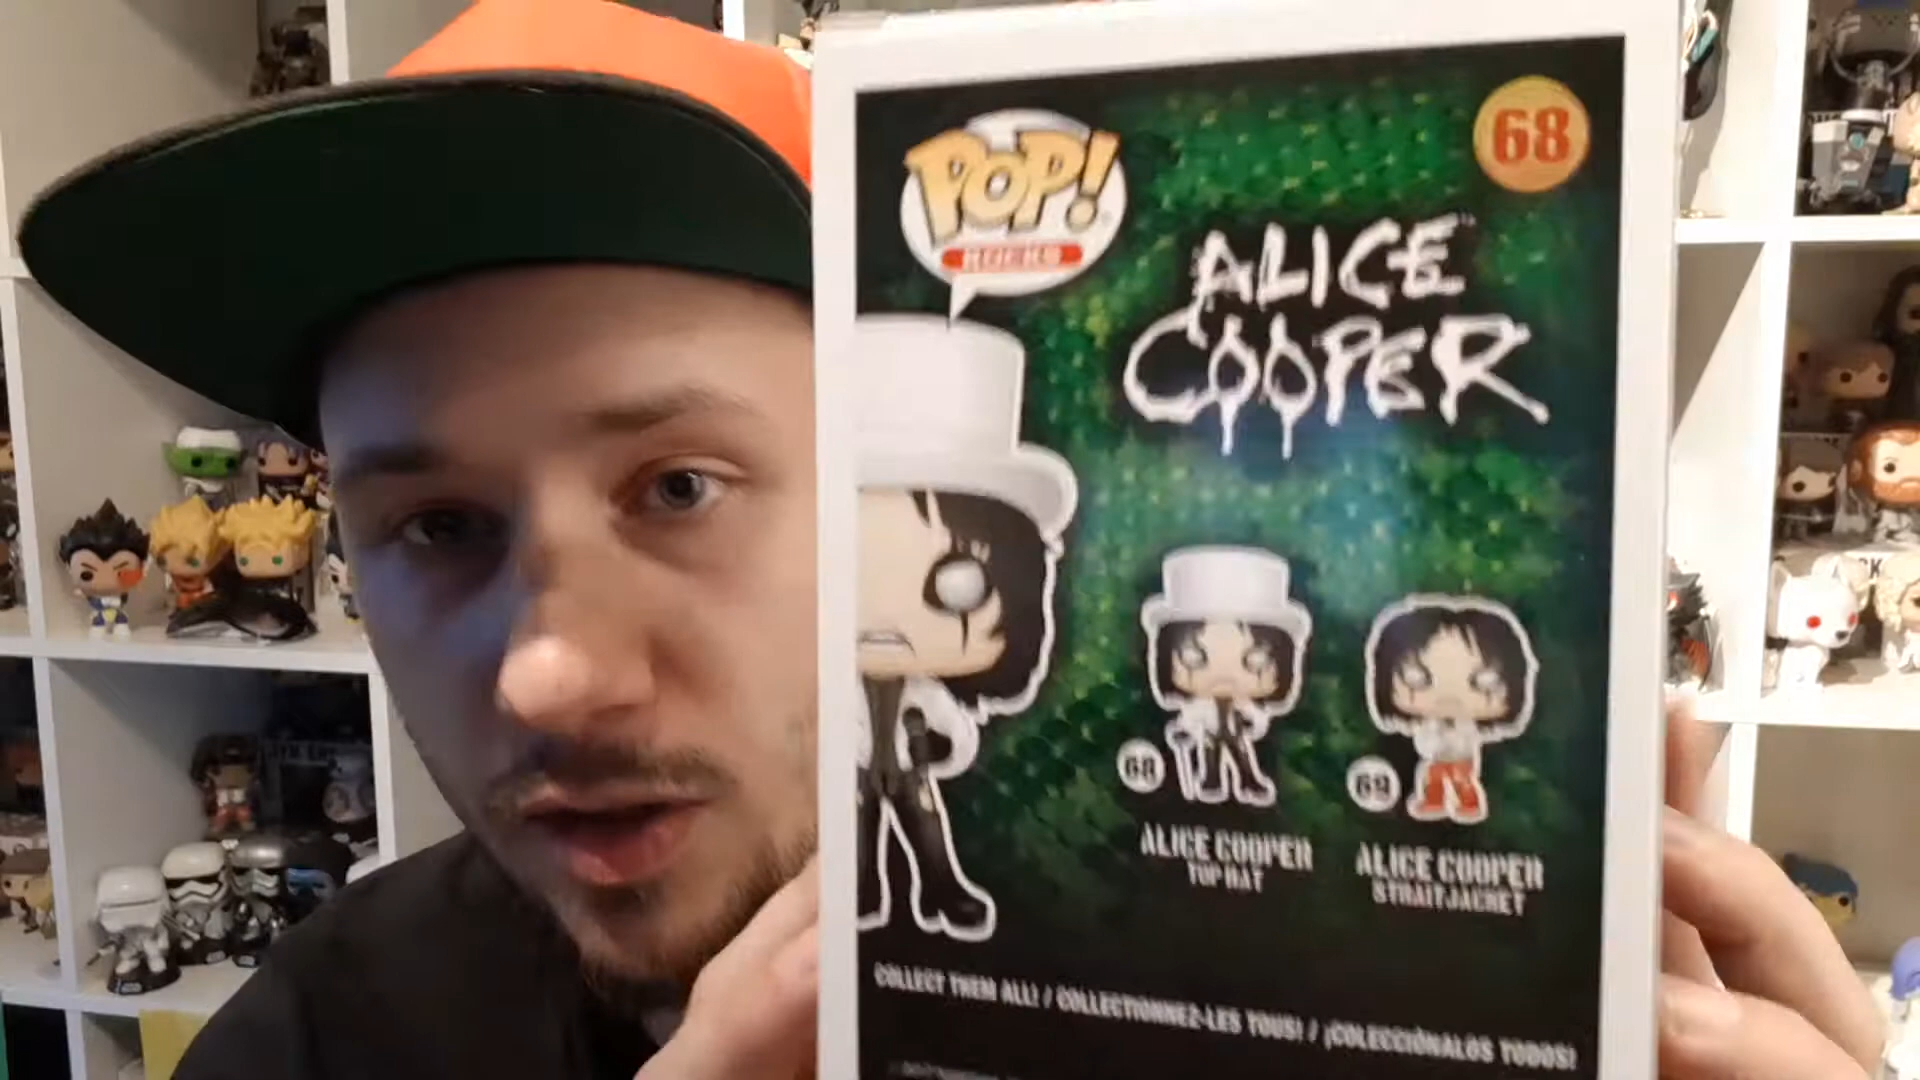 POP!
ROCKS
68
ALICE
COOPER
68
69
ALICE COOPER
TOP HAT
ALICE COOPER
STRAITJACKET
COLLECT THEM ALL! / COLLECTIONNEZ-LES TOUS! / ¡COLECCIÓNALOS TODOS!